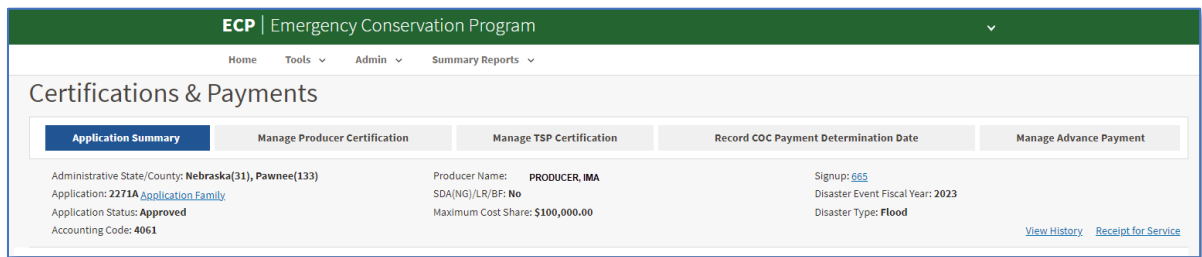 ECP | Emergency Conservation Program
Home Tools Admin Summary Reports
Certifications & Payments
Application Summary Manage Producer Certification Manage TSP Certification Record COC Payment Determination Date Manage Advance Payment
Administrative State/County: Nebraska(31), Pawnee(133) Producer Name: PRODUCER, IMA Signup: 665
Application: 2271A Application Family SDA(NG)/LR/BF: No Disaster Event Fiscal Year: 2023
Application Status: Approved Maximum Cost Share: $100,000.00 Disaster Type: Flood
Accounting Code: 4061 View History Receipt for Service